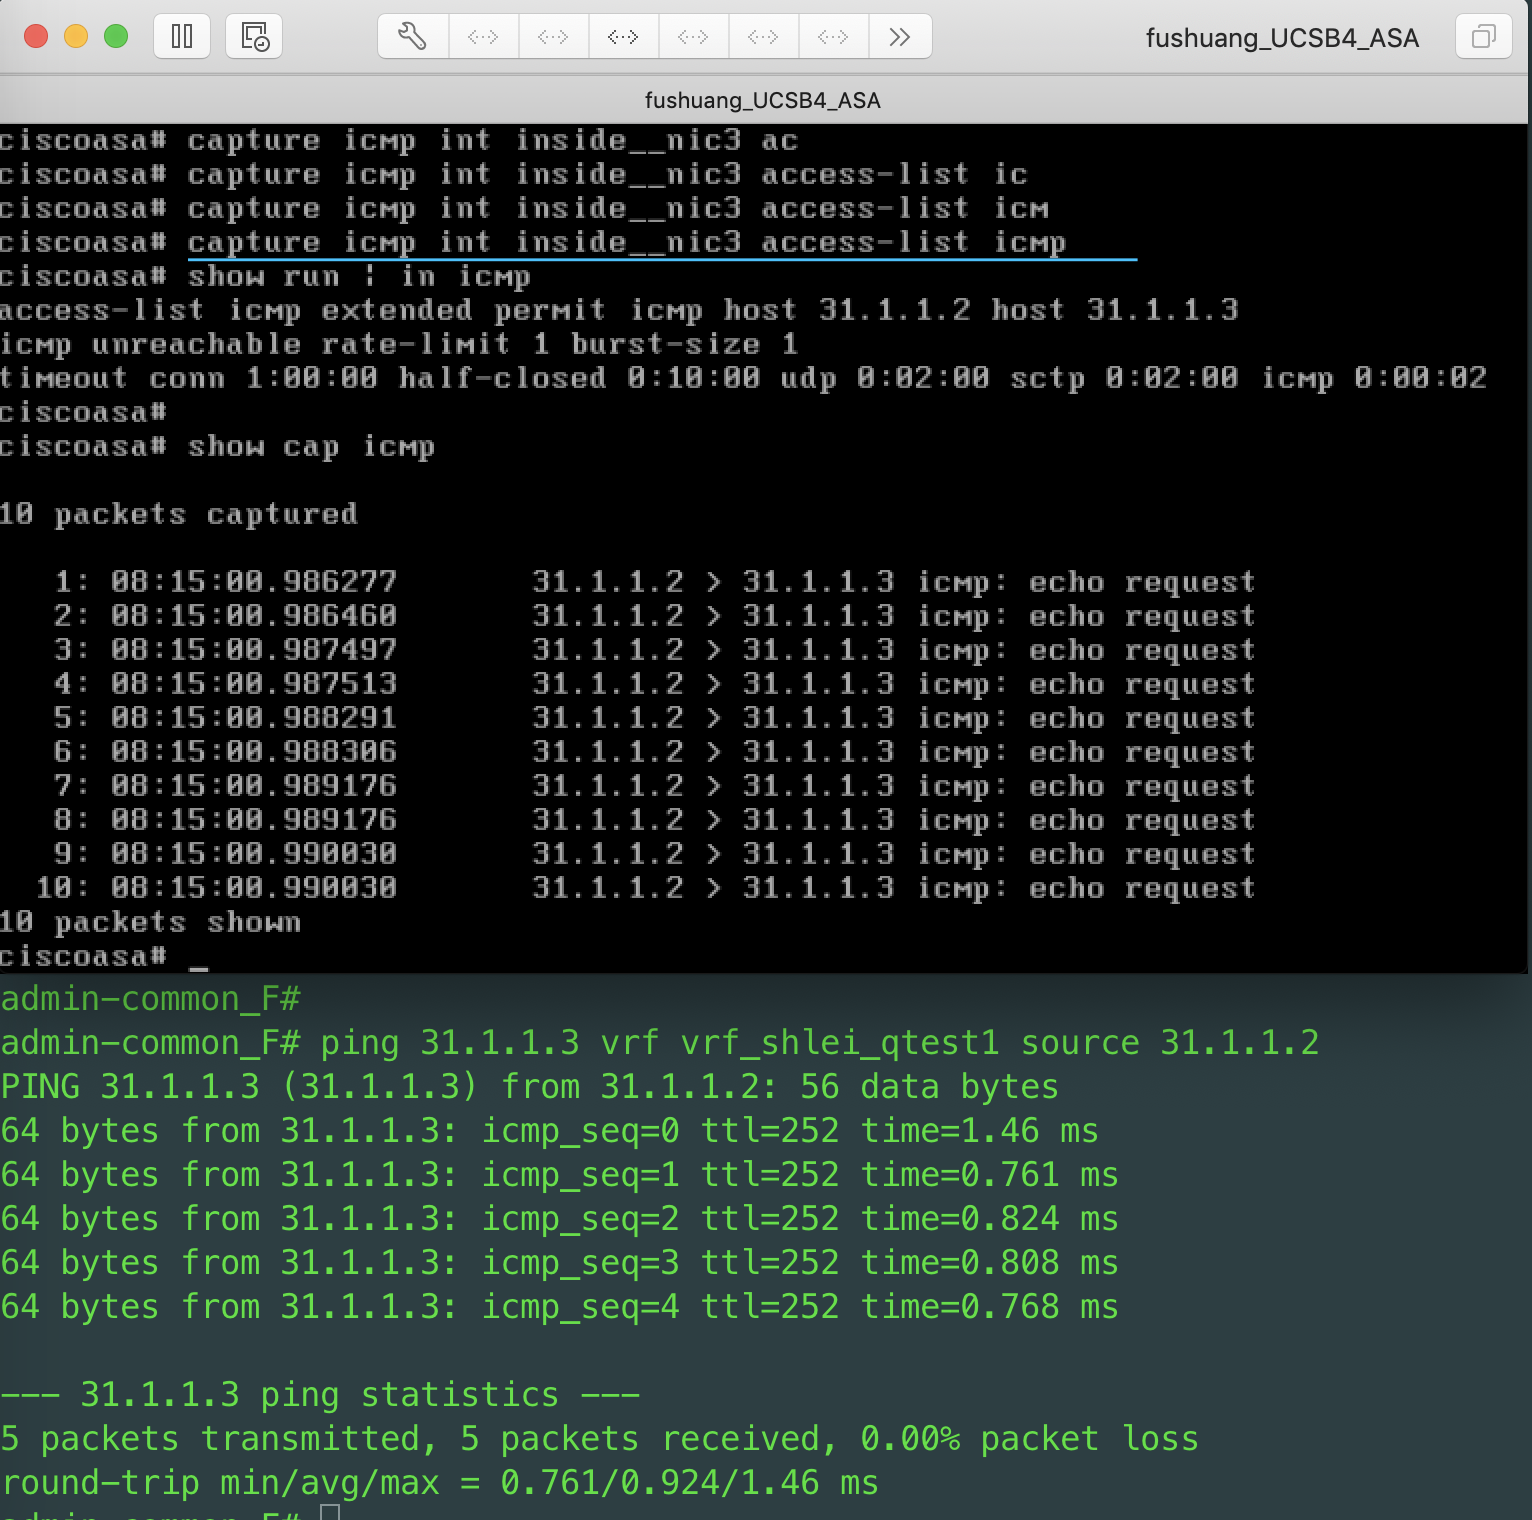 fushuang_UCSB4_ASA
fushuang_UCSB4_ASA
ciscoasa# capture icmp int inside__nic3 ac
ciscoasa# capture icmp int inside__nic3 access-list ic
ciscoasa# capture icmp int inside__nic3 access-list icm
ciscoasa# capture icmp int inside__nic3 access-list icmp
ciscoasa# show run | in icmp
access-list icmp extended permit icmp host 31.1.1.2 host 31.1.1.3
icmp unreachable rate-limit 1 burst-size 1
timeout conn 1:00:00 half-closed 0:10:00 udp 0:02:00 sctp 0:02:00 icmp 0:00:02
ciscoasa#
ciscoasa# show cap icmp
10 packets captured
1: 08:15:00.986277 31.1.1.2 > 31.1.1.3 icmp: echo request
2: 08:15:00.986460 31.1.1.2 > 31.1.1.3 icmp: echo request
3: 08:15:00.987497 31.1.1.2 > 31.1.1.3 icmp: echo request
4: 08:15:00.987513 31.1.1.2 > 31.1.1.3 icmp: echo request
5: 08:15:00.988291 31.1.1.2 > 31.1.1.3 icmp: echo request
6: 08:15:00.988306 31.1.1.2 > 31.1.1.3 icmp: echo request
7: 08:15:00.989176 31.1.1.2 > 31.1.1.3 icmp: echo request
8: 08:15:00.989176 31.1.1.2 > 31.1.1.3 icmp: echo request
9: 08:15:00.990030 31.1.1.2 > 31.1.1.3 icmp: echo request
10: 08:15:00.990030 31.1.1.2 > 31.1.1.3 icmp: echo request
10 packets shown
ciscoasa# _
admin-common_F#
admin-common_F# ping 31.1.1.3 vrf vrf_shlei_qtest1 source 31.1.1.2
PING 31.1.1.3 (31.1.1.3) from 31.1.1.2: 56 data bytes
64 bytes from 31.1.1.3: icmp_seq=0 ttl=252 time=1.46 ms
64 bytes from 31.1.1.3: icmp_seq=1 ttl=252 time=0.761 ms
64 bytes from 31.1.1.3: icmp_seq=2 ttl=252 time=0.824 ms
64 bytes from 31.1.1.3: icmp_seq=3 ttl=252 time=0.808 ms
64 bytes from 31.1.1.3: icmp_seq=4 ttl=252 time=0.768 ms
--- 31.1.1.3 ping statistics ---
5 packets transmitted, 5 packets received, 0.00% packet loss
round-trip min/avg/max = 0.761/0.924/1.46 ms
admin-common_F#